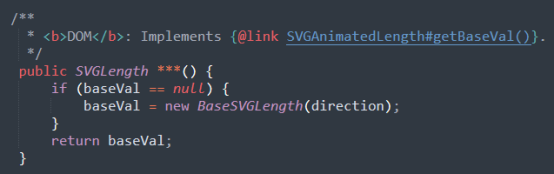 /**
 * <b>DOM</b>: Implements {@link SVGAnimatedLength#getBaseVal()}.
 */
public SVGLength ***() {
    if (baseVal == null) {
        baseVal = new BaseSVGLength(direction);
    }
    return baseVal;
}